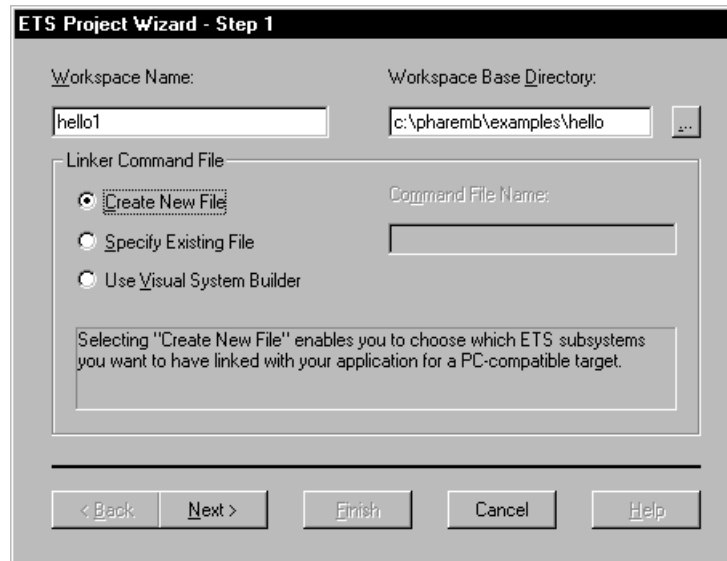 ETS Project Wizard - Step 1
Workspace Name:
Workspace Base Directory:
hello1
c:\pharemb\examples\hello
...
Linker Command File
Create New File
Command File Name:
Specify Existing File
Use Visual System Builder
Selecting "Create New File" enables you to choose which ETS subsystems
you want to have linked with your application for a PC-compatible target.
< Back
Next >
Finish
Cancel
Help